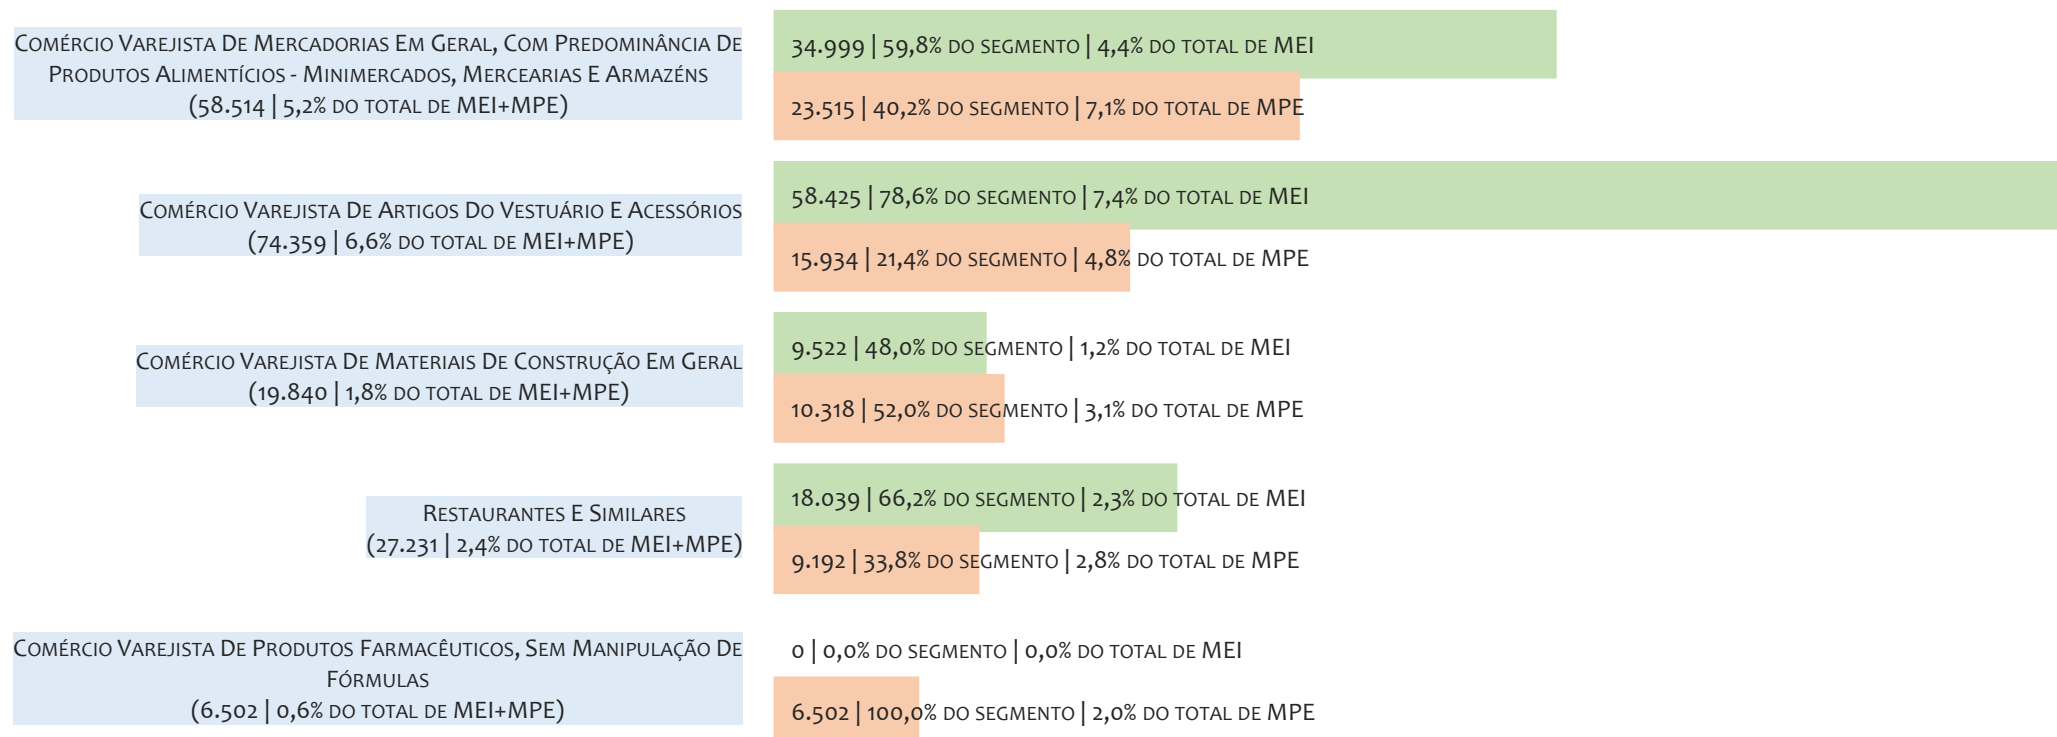 Comércio Varejista De Mercadorias Em Geral, Com Predominância De
Produtos Alimentícios - Minimercados, Mercearias E Armazéns
(58.514 | 5,2% do total de MEI+MPE)
34.999 | 59,8% do segmento | 4,4% do total de MEI
23.515 | 40,2% do segmento | 7,1% do total de MPE
Comércio Varejista De Artigos Do Vestuário E Acessórios
(74.359 | 6,6% do total de MEI+MPE)
58.425 | 78,6% do segmento | 7,4% do total de MEI
15.934 | 21,4% do segmento | 4,8% do total de MPE
Comércio Varejista De Materiais De Construção Em Geral
(19.840 | 1,8% do total de MEI+MPE)
9.522 | 48,0% do segmento | 1,2% do total de MEI
10.318 | 52,0% do segmento | 3,1% do total de MPE
Restaurantes E Similares
(27.231 | 2,4% do total de MEI+MPE)
18.039 | 66,2% do segmento | 2,3% do total de MEI
9.192 | 33,8% do segmento | 2,8% do total de MPE
Comércio Varejista De Produtos Farmacêuticos, Sem Manipulação De
Fórmulas
(6.502 | 0,6% do total de MEI+MPE)
0 | 0,0% do segmento | 0,0% do total de MEI
6.502 | 100,0% do segmento | 2,0% do total de MPE